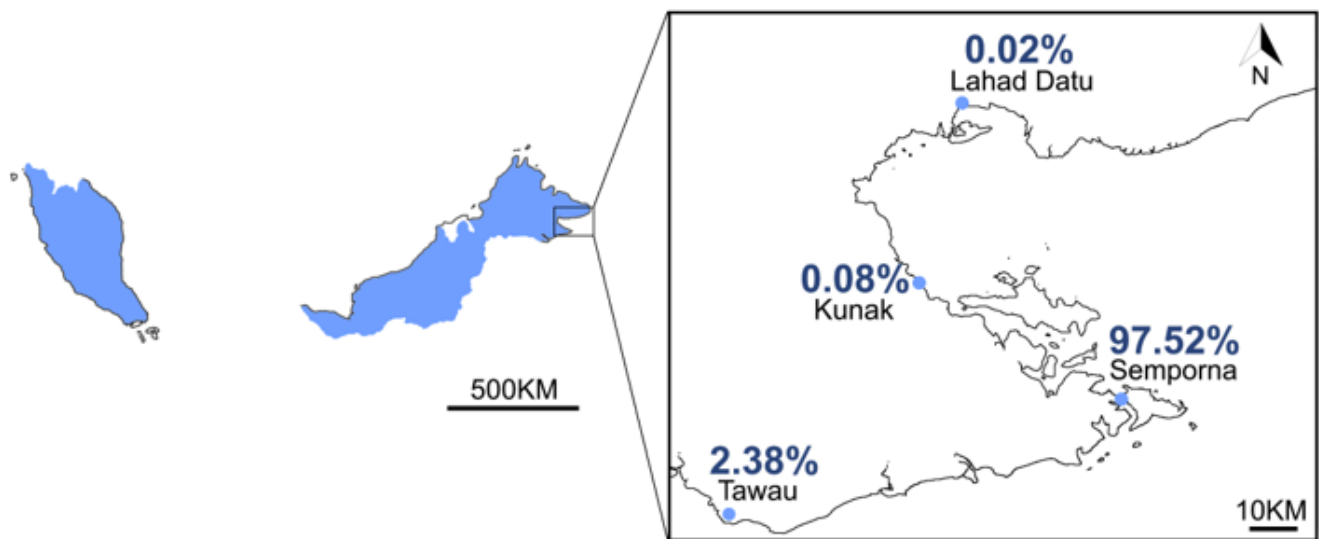 0.02%
Lahad Datu
N
0.08%
Kunak
97.52%
Semporna
500KM
2.38%
Tawau
10KM